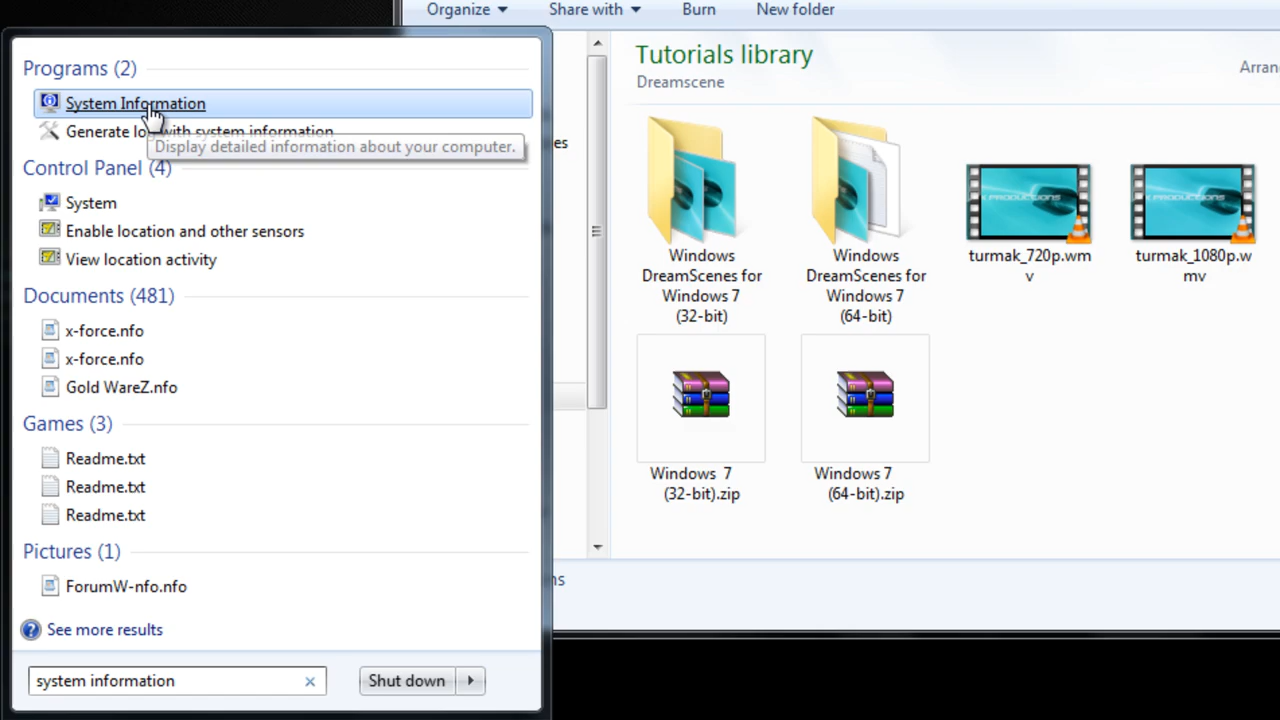 Organize
Share with
Burn
New folder
Programs (2)
System Information
Generate lo with system information
Display detailed information about your computer.
Control Panel (4)
System
Enable location and other sensors
View location activity
Documents (481)
x-force.nfo
x-force.nfo
Gold WareZ.nfo
Games (3)
Readme.txt
Readme.txt
Readme.txt
Pictures (1)
ForumW-nfo.nfo
See more results
system information
Shut down
es
ns
Tutorials library
Dreamscene
Arran
Windows
DreamScenes for
Windows 7
(32-bit)
Windows
DreamScenes for
Windows 7
(64-bit)
turmak_720p.wm
v
turmak_1080p.w
mv
Windows 7
(32-bit).zip
Windows 7
(64-bit).zip